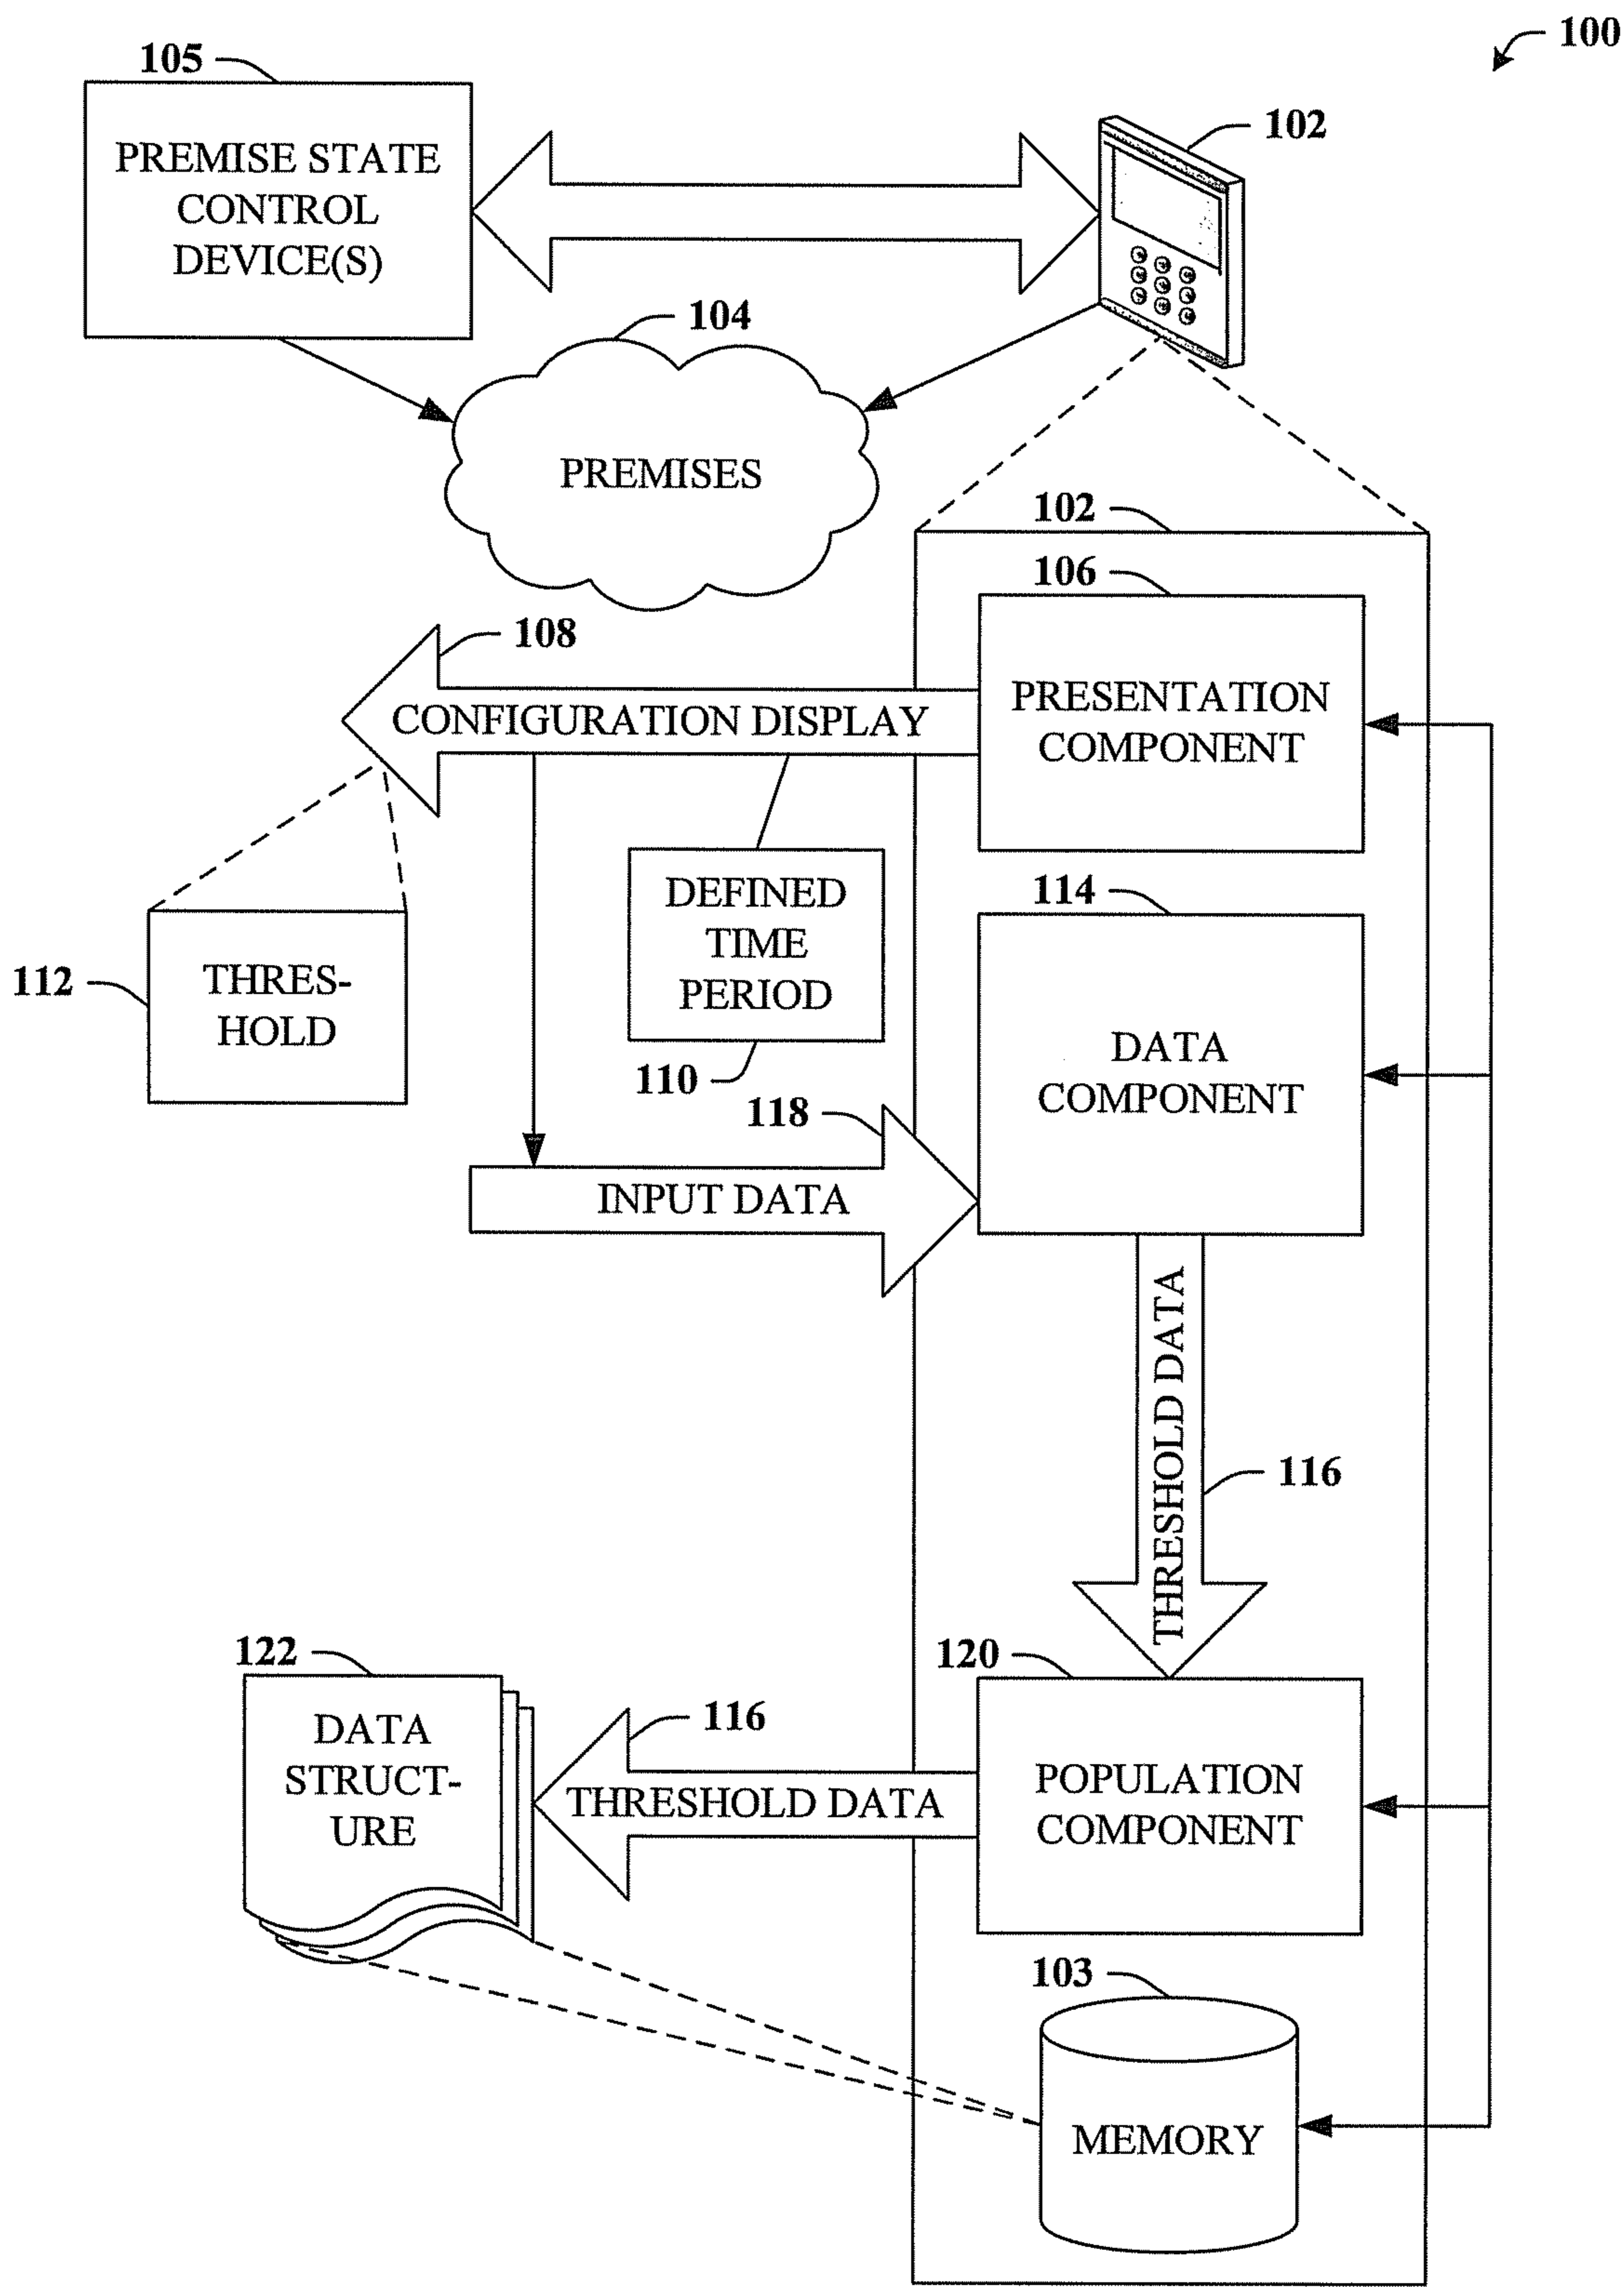 100
105
PREMISE STATE
CONTROL
DEVICE(S)
102
104
PREMISES
102
106
PRESENTATION
COMPONENT
108
CONFIGURATION DISPLAY
DEFINED
TIME
PERIOD
110
112
THRES-
HOLD
114
DATA
COMPONENT
118
INPUT DATA
THRESHOLD DATA
116
120
POPULATION
COMPONENT
116
THRESHOLD DATA
122
DATA
STRUCT-
URE
103
MEMORY